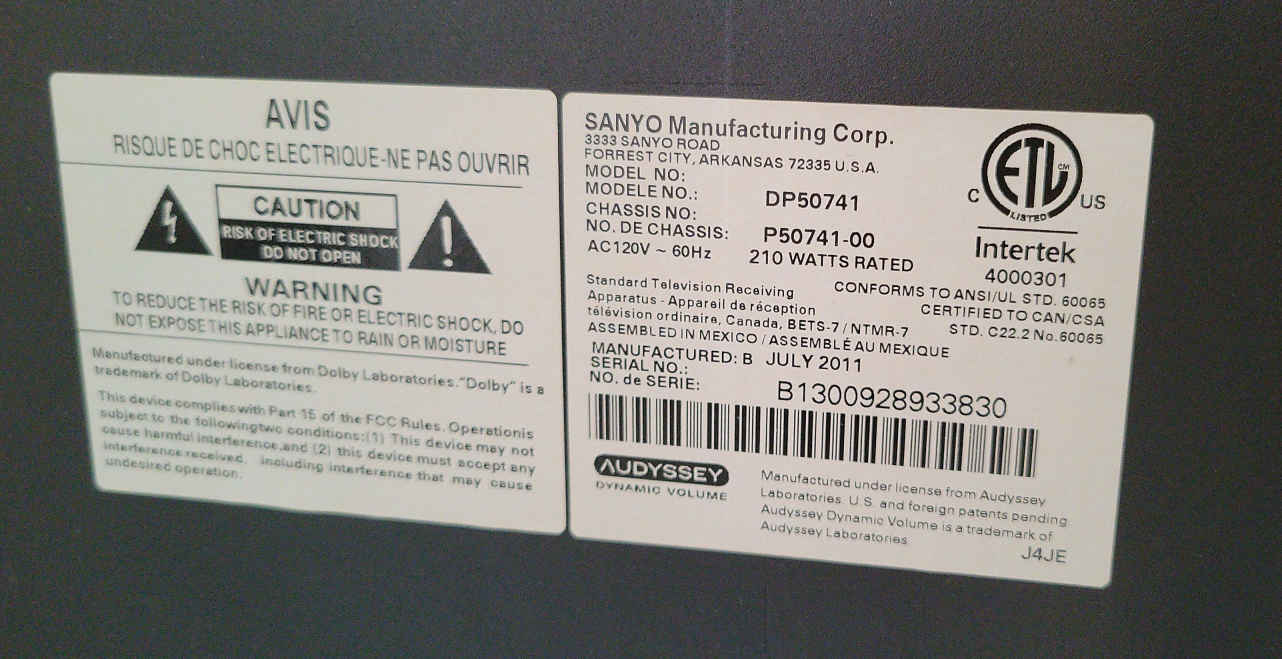 AVIS
RISQUE DE CHOC ELECTRIQUE-NE PAS OUVRIR
CAUTION
RISK OF ELECTRIC SHOCK
DO NOT OPEN
WARNING
TO REDUCE THE RISK OF FIRE OR ELECTRIC SHOCK, DO
NOT EXPOSE THIS APPLIANCE TO RAIN OR MOISTURE
Manufactured under license from Dolby Laboratories."Dolby" is a
trademark of Dolby Laboratories.
This device complies with Part 15 of the FCC Rules. Operationis
subject to the followingtwo conditions:(1) This device may not
cause harmful interference,and (2) this device must accept any
interference received, including interference that may cause
undesired operation.
SANYO Manufacturing Corp.
3333 SANYO ROAD
FORREST CITY, ARKANSAS 72335 U.S.A.
MODEL NO:
MODELE NO.: DP50741
CHASSIS NO:
NO. DE CHASSIS: P50741-00
AC120V ~ 60Hz 210 WATTS RATED
ETL CM
LISTED
C US
Intertek
4000301
CONFORMS TO ANSI/UL STD. 60065
CERTIFIED TO CAN/CSA
STD. C22.2 No.60065
Standard Television Receiving
Apparatus - Appareil de réception
télévision ordinaire, Canada, BETS-7 / NTMR-7
ASSEMBLED IN MEXICO / ASSEMBLÉ AU MEXIQUE
MANUFACTURED: B JULY 2011
SERIAL NO.:
NO. de SERIE: B1300928933830
AUDYSSEY
DYNAMIC VOLUME
Manufactured under license from Audyssey
Laboratories. U.S. and foreign patents pending
Audyssey Dynamic Volume is a trademark of
Audyssey Laboratories
J4JE